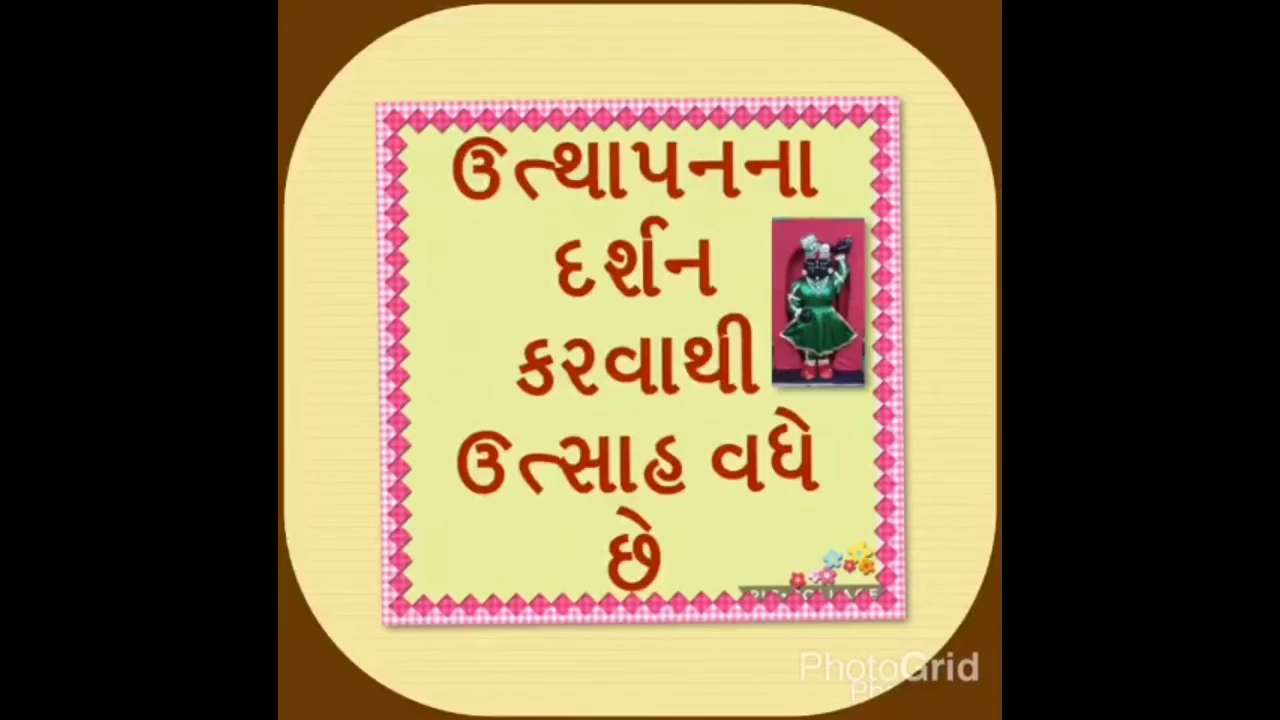 ઉત્થાપનના
દર્શન
કરવાથી
ઉત્સાહ વધે
છે
PhotoGrid